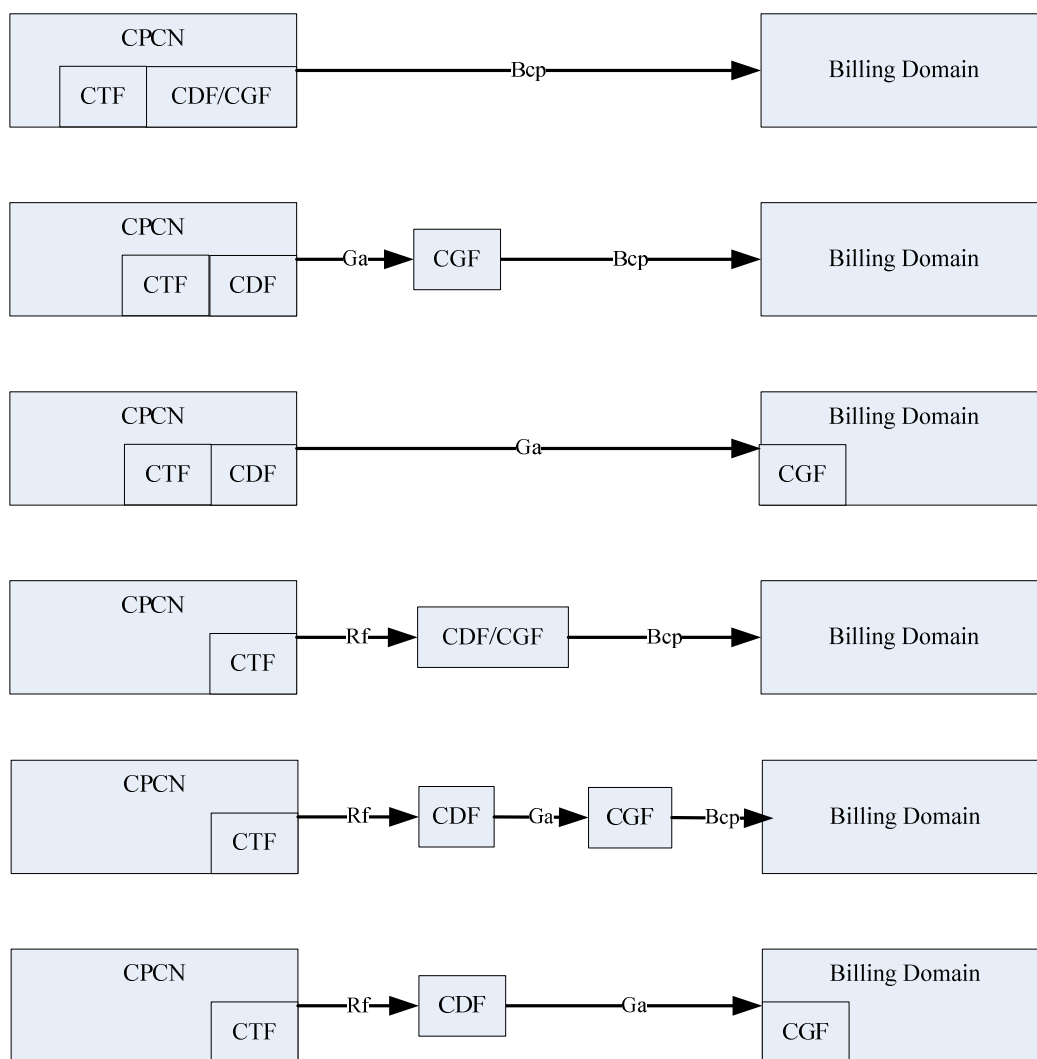 CPCN
Bcp
Billing Domain
CTF
CDF/CGF
CPCN
Ga
CGF
Bcp
Billing Domain
CTF
CDF
CPCN
Ga
Billing Domain
CTF
CDF
CGF
CPCN
Rf
CDF/CGF
Bcp
Billing Domain
CTF
CPCN
Rf
CDF
Ga
CGF
Bcp
Billing Domain
CTF
CPCN
Rf
CDF
Ga
Billing Domain
CTF
CGF